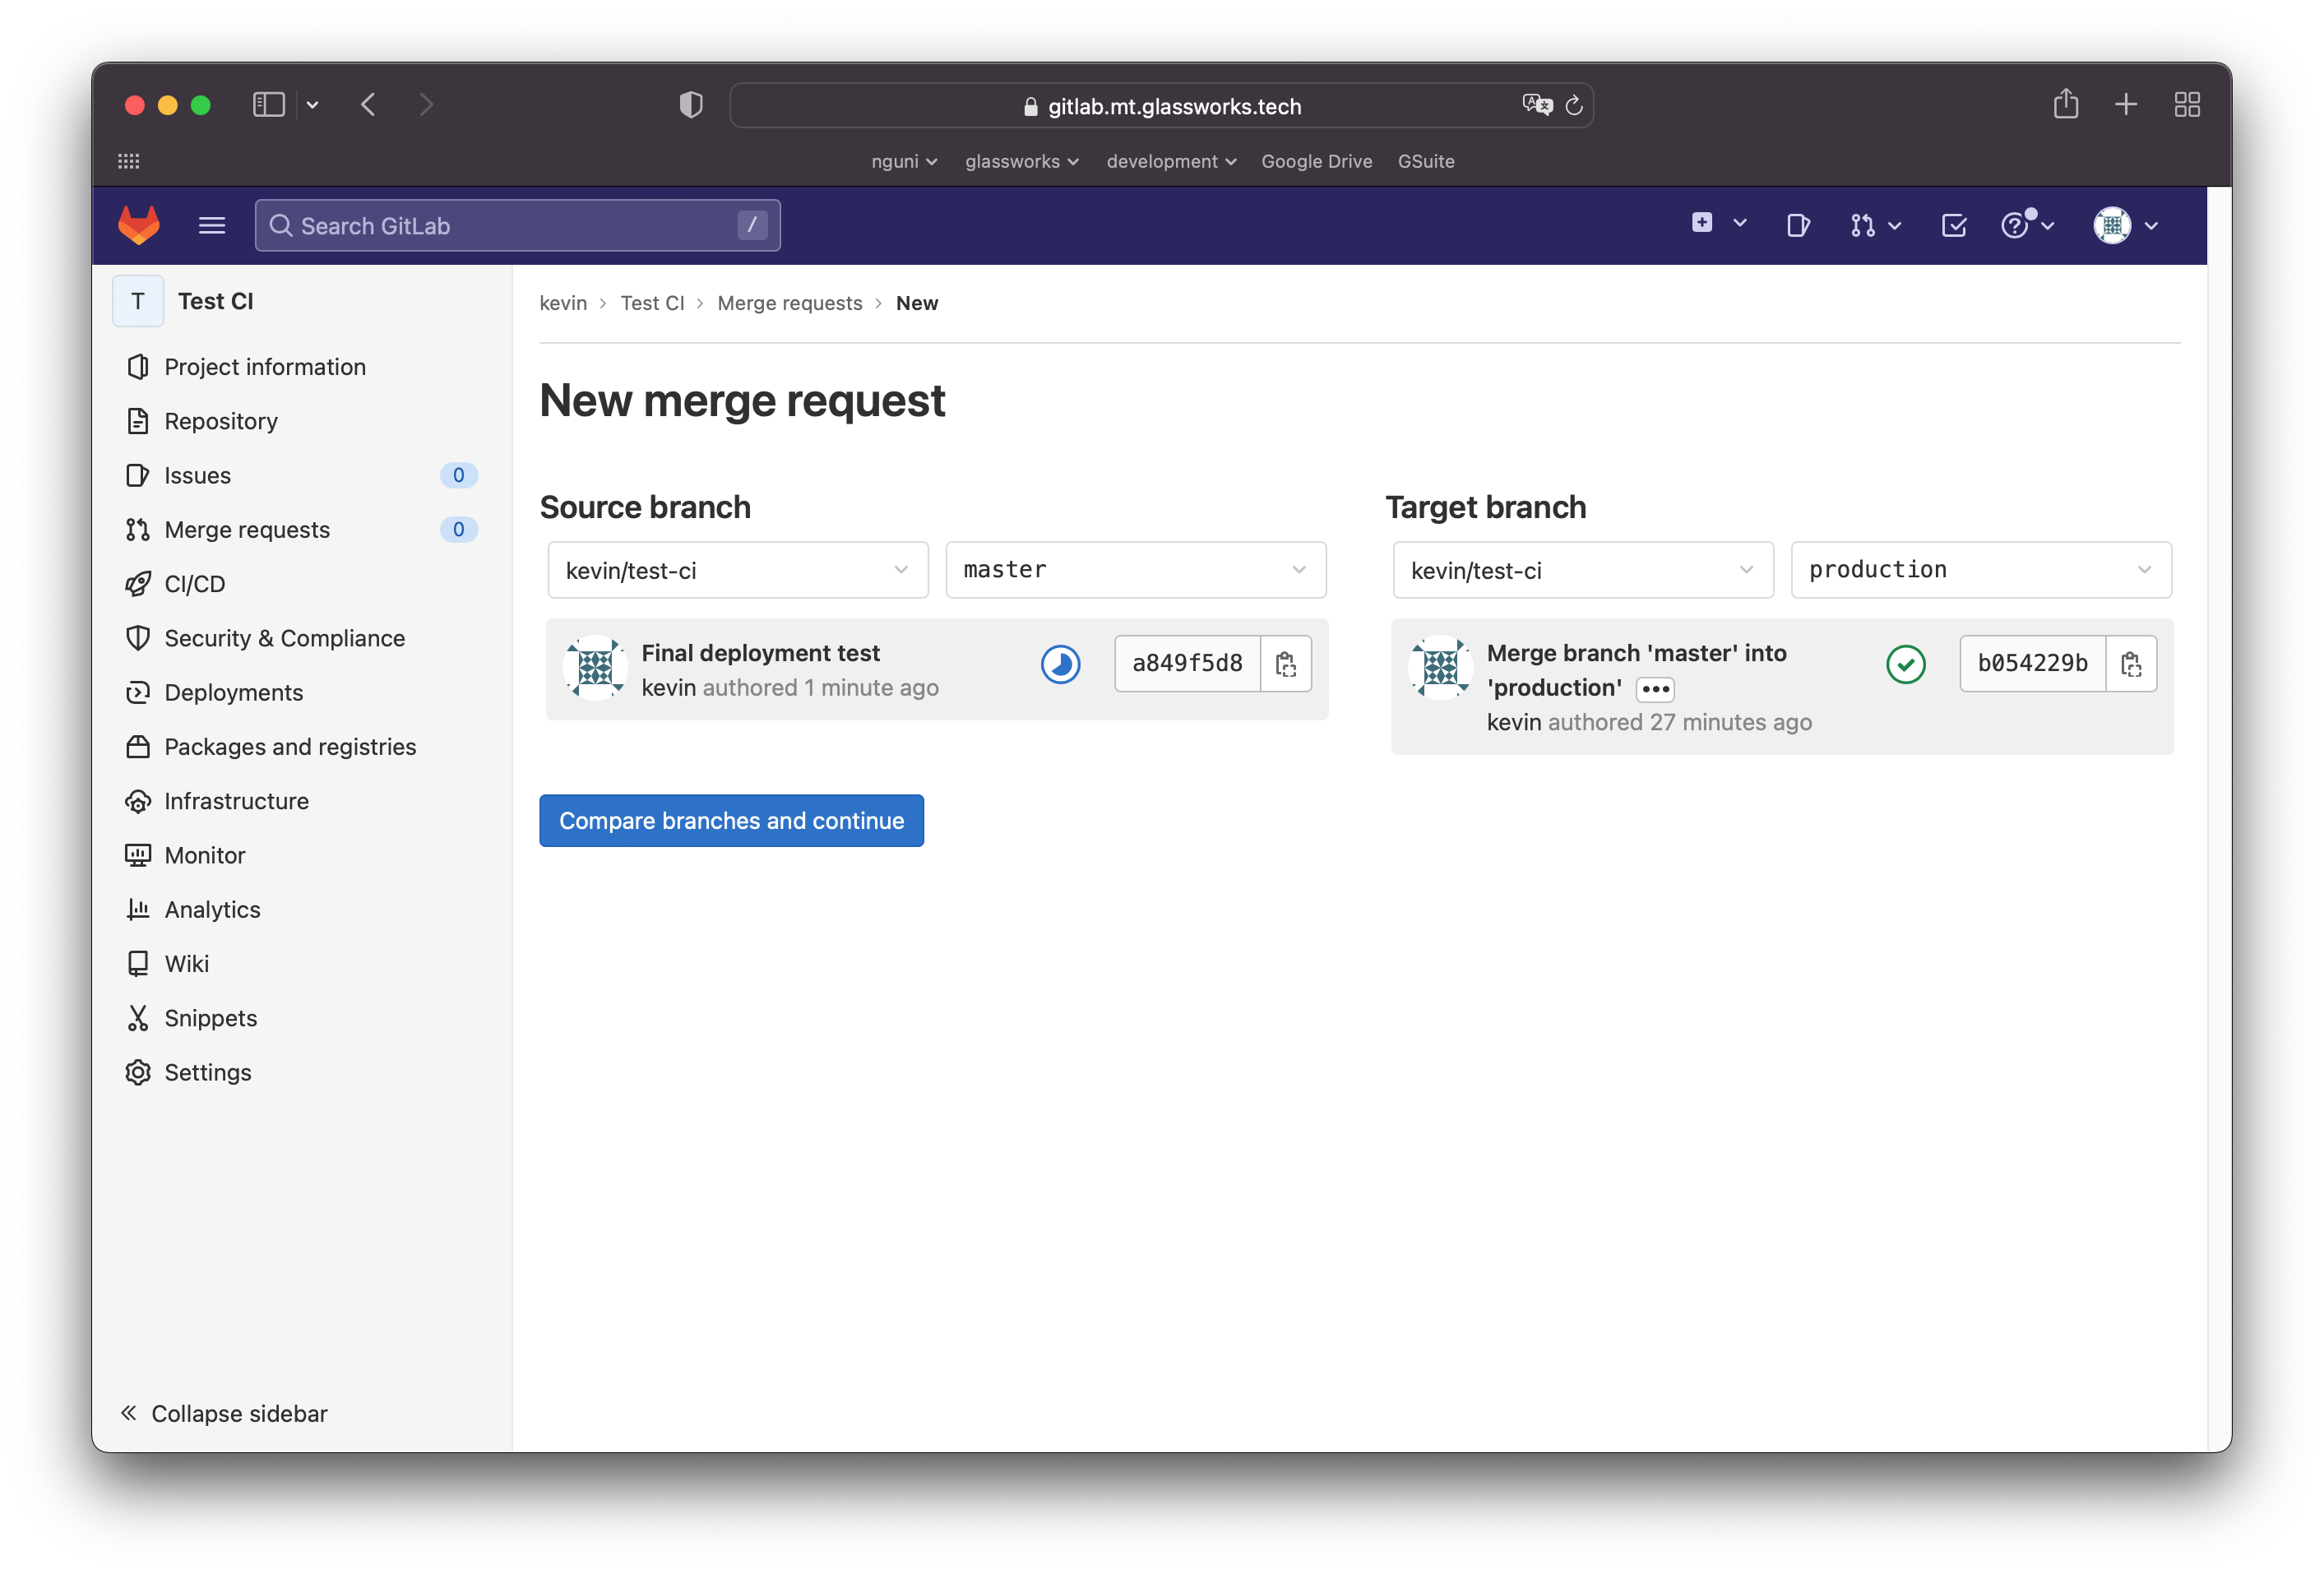 gitlab.mt.glassworks.tech
nguni glassworks development Google Drive GSuite
Search GitLab /
T Test CI
Project information
Repository
Issues 0
Merge requests 0
CI/CD
Security & Compliance
Deployments
Packages and registries
Infrastructure
Monitor
Analytics
Wiki
Snippets
Settings
Collapse sidebar
kevin > Test CI > Merge requests > New
New merge request
Source branch
kevin/test-ci master
Final deployment test
kevin authored 1 minute ago
a849f5d8
Target branch
kevin/test-ci production
Merge branch 'master' into
'production' •••
kevin authored 27 minutes ago
b054229b
Compare branches and continue